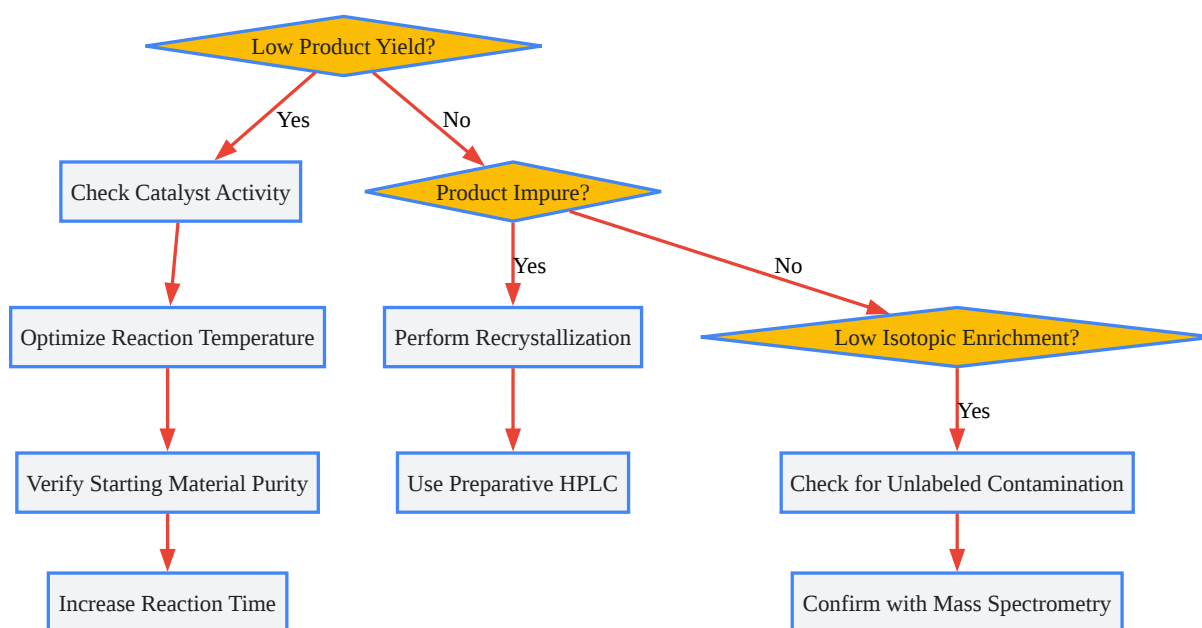 Low Product Yield?
Yes
No
Check Catalyst Activity
Product Impure?
Yes
No
Optimize Reaction Temperature
Perform Recrystallization
Low Isotopic Enrichment?
Yes
Verify Starting Material Purity
Use Preparative HPLC
Check for Unlabeled Contamination
Increase Reaction Time
Confirm with Mass Spectrometry